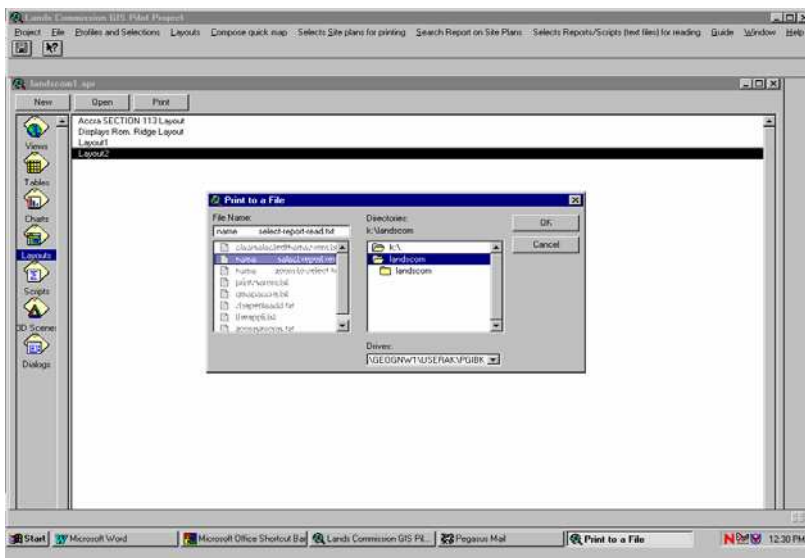 Lands Commission GIS Pilot Project
Project File Profiles and Selections Layouts Compose quick map Selects Site plans for printing Search Report on Site Plans Selects Reports/Scripts (text files) for reading Guide Window Help
landscom1.apr
New Open Print
Accra SECTION 113 Layout
Displays Rom. Ridge Layout
Layout1
Layout2
Views
Tables
Charts
Layouts
Scripts
3D Scenes
Dialogs
Print to a File
File Name:
name select-report-read.txt
name
name
Directories:
k:\landscom
k:\
landscom
landscom
Drives:
OK
Cancel
Start Microsoft Word Microsoft Office Shortcut Bar Lands Commission GIS Pil... Pegasus Mail Print to a File 12:30 PM